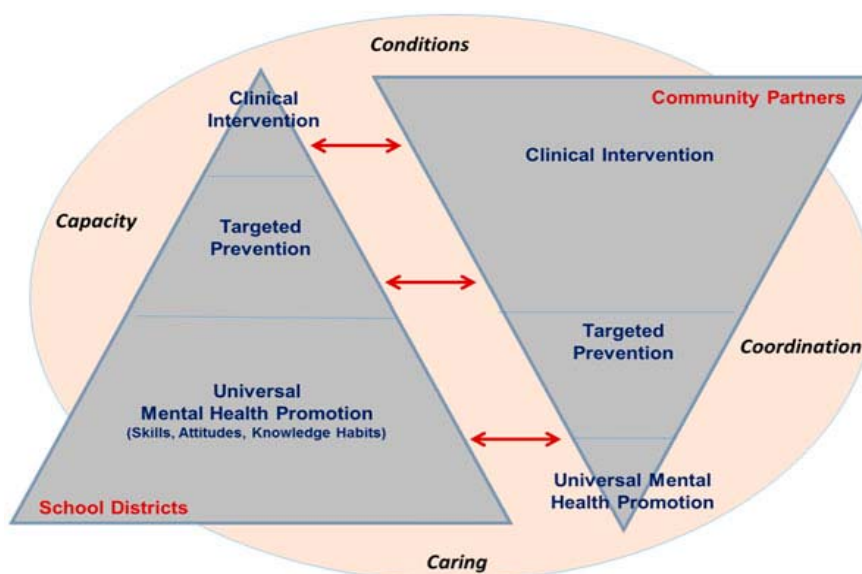 Conditions
Clinical
Intervention
Community Partners
Clinical Intervention
Capacity
Targeted
Prevention
Targeted
Prevention
Coordination
Universal
Mental Health Promotion
(Skills, Attitudes, Knowledge Habits)
Universal Mental
Health Promotion
School Districts
Caring